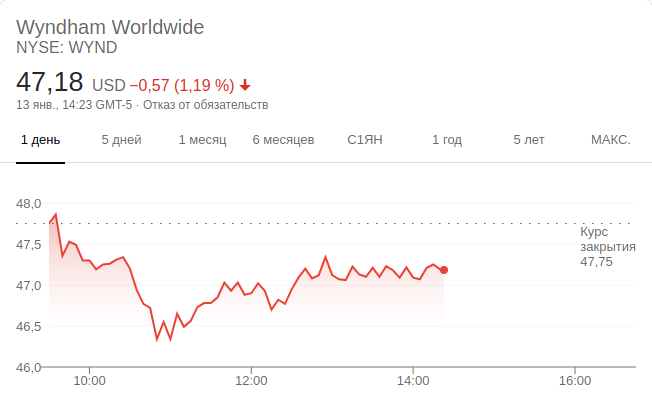 Wyndham Worldwide
NYSE: WYND
47,18 USD −0,57 (1,19 %)
13 янв., 14:23 GMT-5 · Отказ от обязательств
1 день 5 дней 1 месяц 6 месяцев С1ЯН 1 год 5 лет МАКС.
48,0
Курс
закрытия
47,75
47,5
47,0
46,5
46,0
10:00 12:00 14:00 16:00